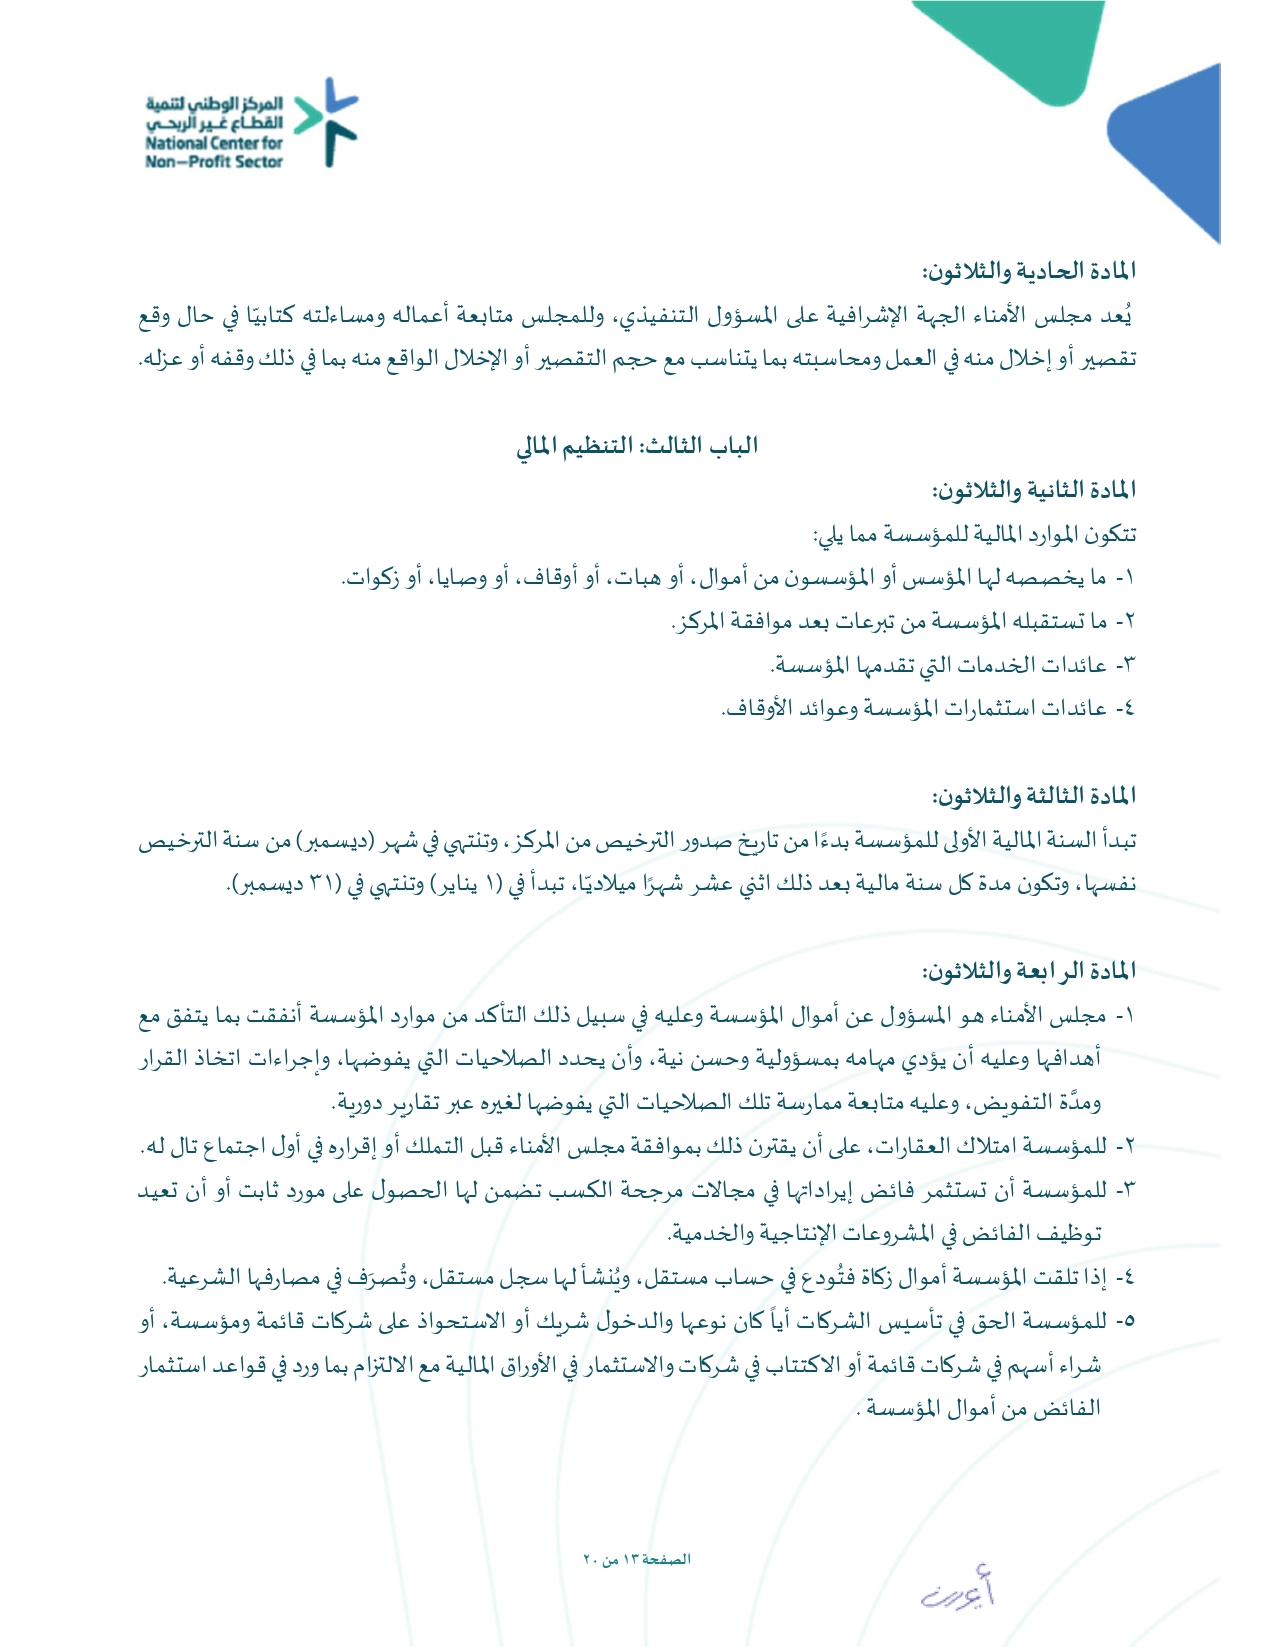 المركز الوطني لتنمية
القطاع غير الربحي
National Center for
Non-Profit Sector
المادة الحادية والثلاثون:
يُعد مجلس الأمناء الجهة الإشرافية على المسؤول التنفيذي، وللمجلس متابعة أعماله ومساءلته كتابيّا في حال وقع
تقصير أو إخلال منه في العمل ومحاسبته بما يتناسب مع حجم التقصير أو الإخلال الواقع منه بما في ذلك وقفه أو عزله.
الباب الثالث: التنظيم المالي
المادة الثانية والثلاثون:
تتكون الموارد المالية للمؤسسة مما يلي:
١- ما يخصصه لها المؤسس أو المؤسسون من أموال، أو هبات، أو أوقاف، أو وصايا، أو زكوات.
٢- ما تستقبله المؤسسة من تبرعات بعد موافقة المركز.
٣- عائدات الخدمات التي تقدمها المؤسسة.
٤- عائدات استثمارات المؤسسة وعوائد الأوقاف.
المادة الثالثة والثلاثون:
تبدأ السنة المالية الأولى للمؤسسة بدءًا من تاريخ صدور الترخيص من المركز، وتنتهي في شهر (ديسمبر) من سنة الترخيص
نفسها، وتكون مدة كل سنة مالية بعد ذلك اثني عشر شهرًا ميلاديّا، تبدأ في (١ يناير) وتنتهي في (٣١ ديسمبر).
المادة الرابعة والثلاثون:
١- مجلس الأمناء هو المسؤول عن أموال المؤسسة وعليه في سبيل ذلك التأكد من موارد المؤسسة أنفقت بما يتفق مع
أهدافها وعليه أن يؤدي مهامه بمسؤولية وحسن نية، وأن يحدد الصلاحيات التي يفوضها، وإجراءات اتخاذ القرار
ومدَّة التفويض، وعليه متابعة ممارسة تلك الصلاحيات التي يفوضها لغيره عبر تقارير دورية.
٢- للمؤسسة امتلاك العقارات، على أن يقترن ذلك بموافقة مجلس الأمناء قبل التملك أو إقراره في أول اجتماع تال له.
٣- للمؤسسة أن تستثمر فائض إيراداتها في مجالات مرجحة الكسب تضمن لها الحصول على مورد ثابت أو أن تعيد
توظيف الفائض في المشروعات الإنتاجية والخدمية.
٤- إذا تلقت المؤسسة أموال زكاة فتُودع في حساب مستقل، ويُنشأ لها سجل مستقل، وتُصرَف في مصارفها الشرعية.
٥- للمؤسسة الحق في تأسيس الشركات أياً كان نوعها والدخول شريك أو الاستحواذ على شركات قائمة ومؤسسة، أو
شراء أسهم في شركات قائمة أو الاكتتاب في شركات والاستثمار في الأوراق المالية مع الالتزام بما ورد في قواعد استثمار
الفائض من أموال المؤسسة .
الصفحة ١٣ من ٢٠